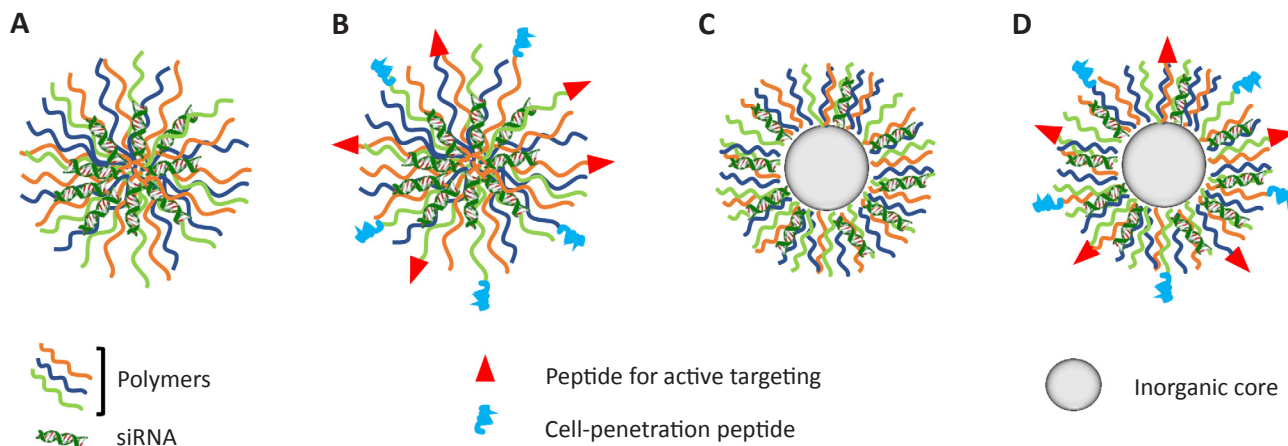 A
B
C
D
Polymers
siRNA
Peptide for active targeting
Cell-penetration peptide
Inorganic core